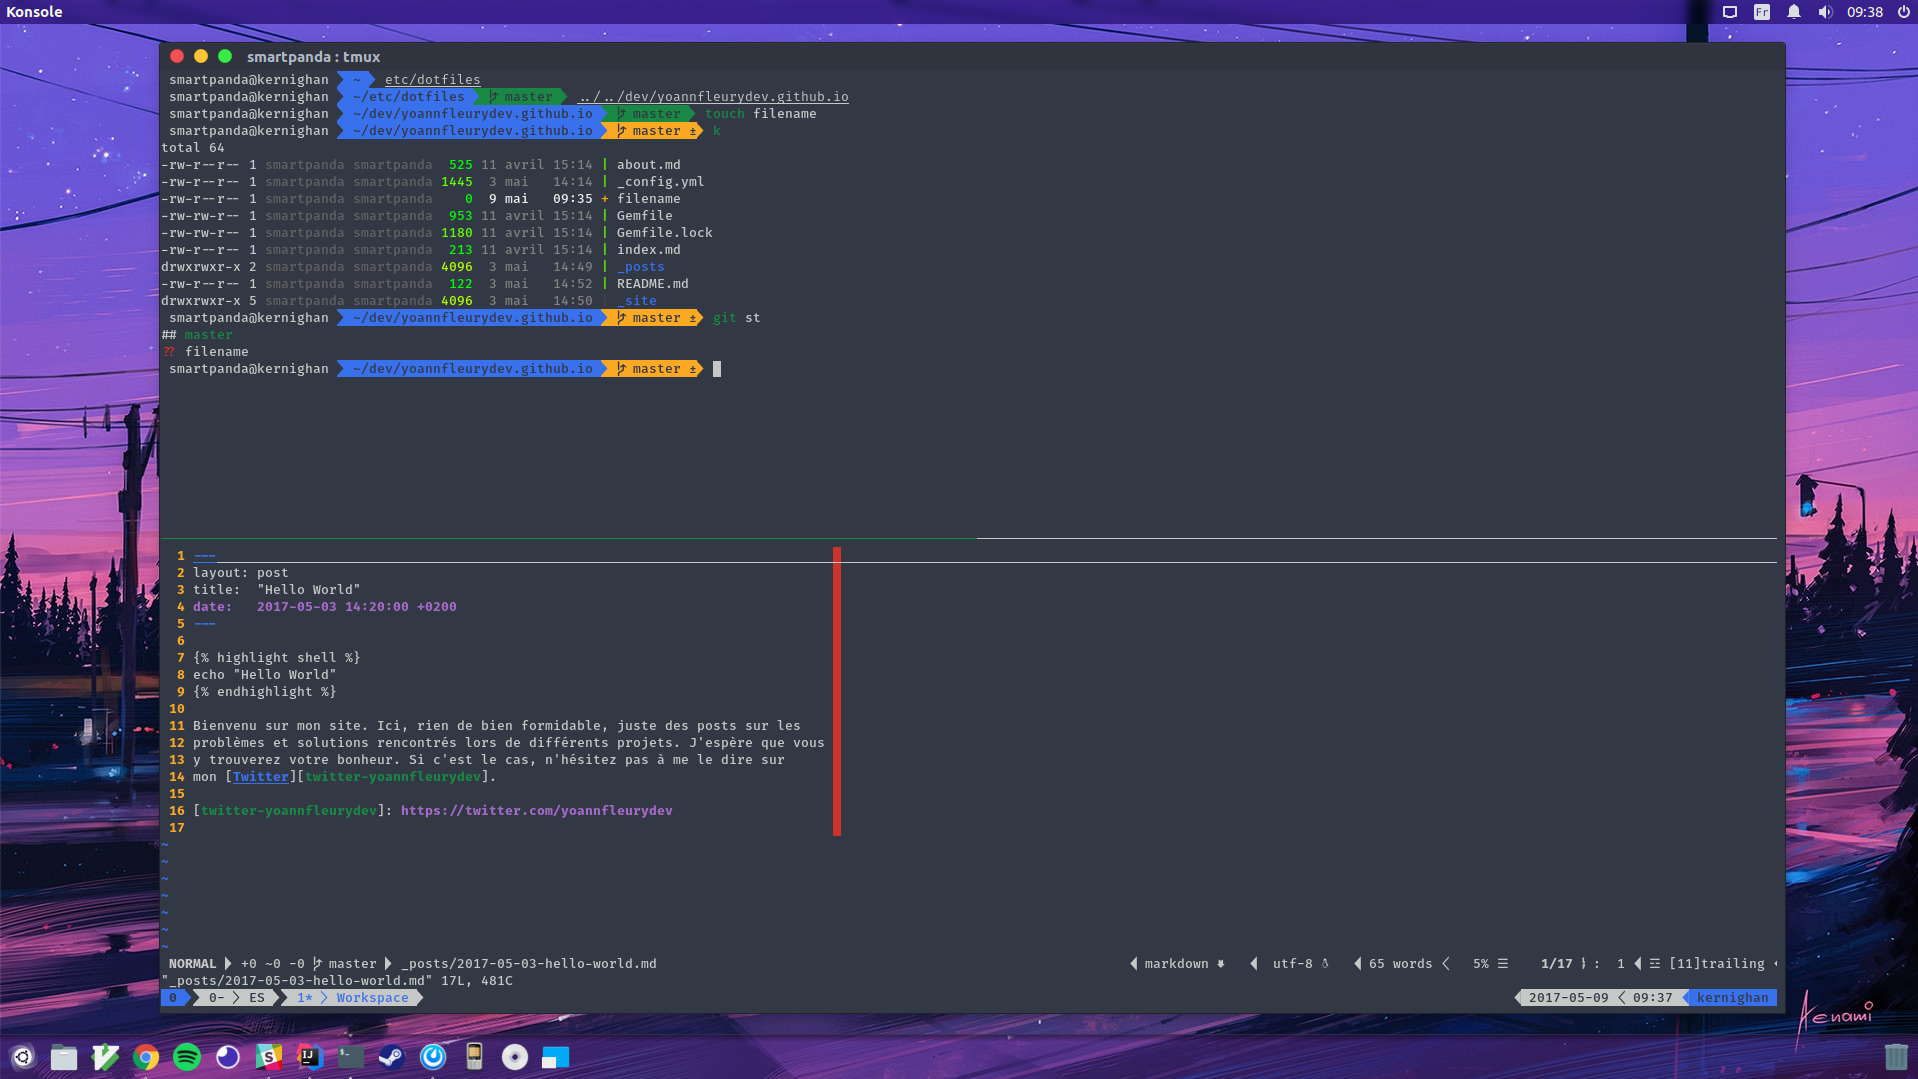 Konsole
Fr 09:38
smartpanda : tmux
smartpanda@kernighan ~ etc/dotfiles
smartpanda@kernighan ~/etc/dotfiles master ../../dev/yoannfleurydev.github.io
smartpanda@kernighan ~/dev/yoannfleurydev.github.io master touch filename
smartpanda@kernighan ~/dev/yoannfleurydev.github.io master ± k
total 64
-rw-r--r-- 1 smartpanda smartpanda 525 11 avril 15:14 | about.md
-rw-r--r-- 1 smartpanda smartpanda 1445 3 mai 14:14 | _config.yml
-rw-r--r-- 1 smartpanda smartpanda 0 9 mai 09:35 + filename
-rw-rw-r-- 1 smartpanda smartpanda 953 11 avril 15:14 | Gemfile
-rw-rw-r-- 1 smartpanda smartpanda 1180 11 avril 15:14 | Gemfile.lock
-rw-r--r-- 1 smartpanda smartpanda 213 11 avril 15:14 | index.md
drwxrwxr-x 2 smartpanda smartpanda 4096 3 mai 14:49 | _posts
-rw-r--r-- 1 smartpanda smartpanda 122 3 mai 14:52 | README.md
drwxrwxr-x 5 smartpanda smartpanda 4096 3 mai 14:50 | _site
smartpanda@kernighan ~/dev/yoannfleurydev.github.io master ± git st
## master
?? filename
smartpanda@kernighan ~/dev/yoannfleurydev.github.io master ±
1 ---
2 layout: post
3 title: "Hello World"
4 date: 2017-05-03 14:20:00 +0200
5 ---
6
7 {% highlight shell %}
8 echo "Hello World"
9 {% endhighlight %}
10
11 Bienvenu sur mon site. Ici, rien de bien formidable, juste des posts sur les
12 problèmes et solutions rencontrés lors de différents projets. J'espère que vous
13 y trouverez votre bonheur. Si c'est le cas, n'hésitez pas à me le dire sur
14 mon [Twitter][twitter-yoannfleurydev].
15
16 [twitter-yoannfleurydev]: https://twitter.com/yoannfleurydev
17
~
~
~
~
~
~
~
NORMAL +0 ~0 -0 master _posts/2017-05-03-hello-world.md markdown utf-8 65 words 5% 1/17 : 1 [11]trailing
"_posts/2017-05-03-hello-world.md" 17L, 481C
0 0- ES 1* Workspace 2017-05-09 09:37 kernighan
Aenami